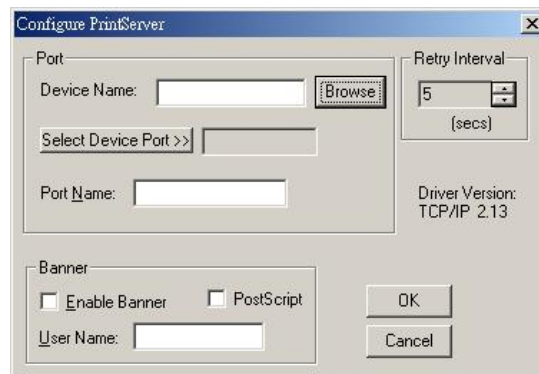 Configure PrintServer
Port
Device Name:
Browse
Select Device Port >>
Port Name:
Retry Interval
5
(secs)
Driver Version:
TCP/IP 2.13
Banner
Enable Banner
PostScript
User Name:
OK
Cancel